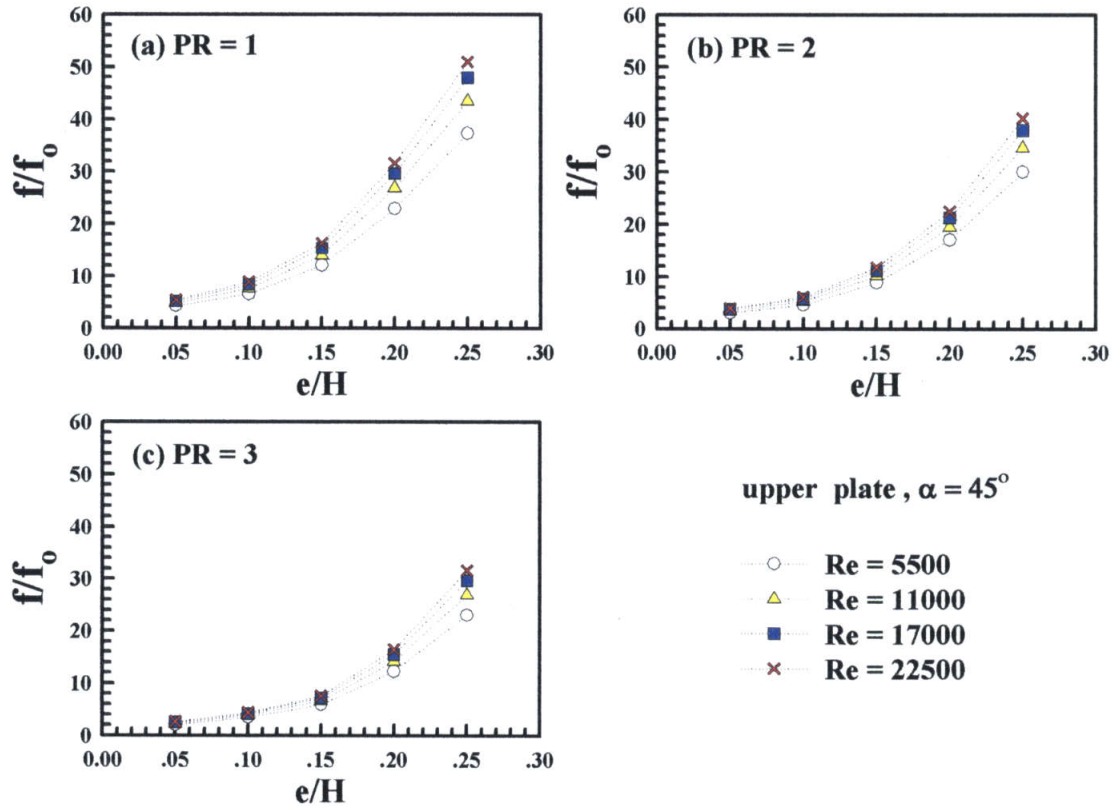 60
50
40
30
20
10
0
f/f₀
(a) PR = 1
0.00 .05 .10 .15 .20 .25 .30
e/H
60
50
40
30
20
10
0
f/f₀
(b) PR = 2
0.00 .05 .10 .15 .20 .25 .30
e/H
60
50
40
30
20
10
0
f/f₀
(c) PR = 3
0.00 .05 .10 .15 .20 .25 .30
e/H
upper plate , α = 45°
Re = 5500
Re = 11000
Re = 17000
Re = 22500